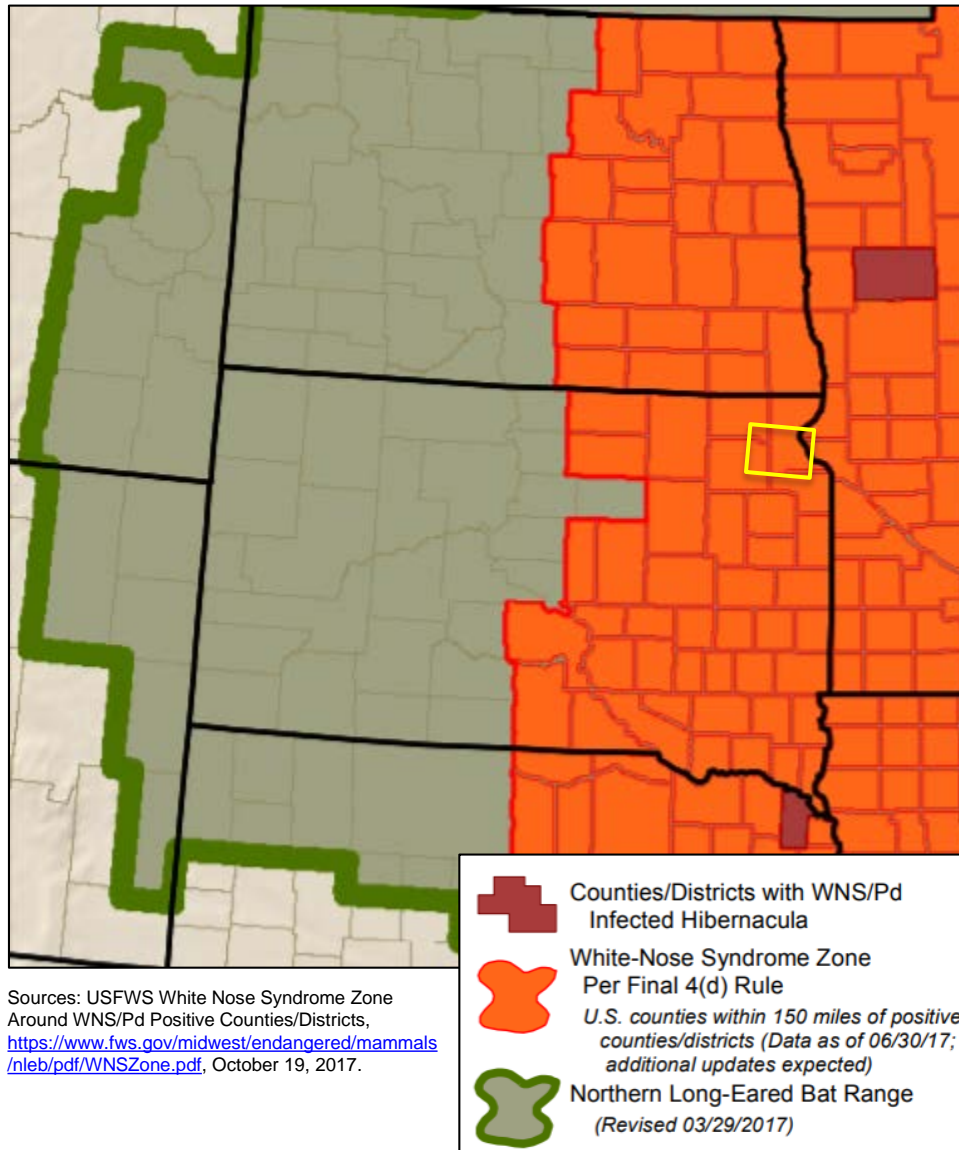 Counties/Districts with WNS/Pd
Infected Hibernacula
White-Nose Syndrome Zone
Per Final 4(d) Rule
U.S. counties within 150 miles of positive
counties/districts (Data as of 06/30/17;
additional updates expected)
Northern Long-Eared Bat Range
(Revised 03/29/2017)
Sources: USFWS White Nose Syndrome Zone
Around WNS/Pd Positive Counties/Districts,
https://www.fws.gov/midwest/endangered/mammals
/nleb/pdf/WNSZone.pdf, October 19, 2017.